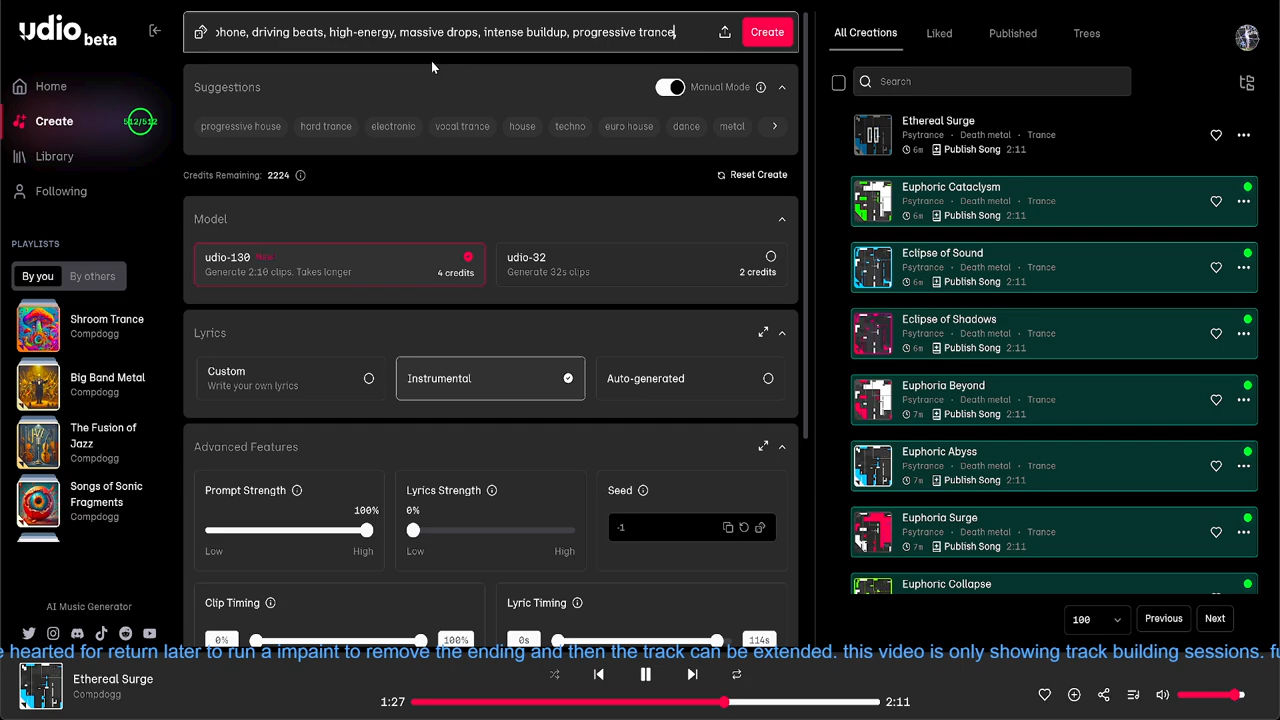 udio beta
Home
Create
512/512
Library
Following
PLAYLISTS
By you
By others
Shroom Trance
Compdogg
Big Band Metal
Compdogg
The Fusion of
Jazz
Compdogg
Songs of Sonic
Fragments
Compdogg
AI Music Generator
phone, driving beats, high-energy, massive drops, intense buildup, progressive trance,
Create
Suggestions
Manual Mode
progressive house
hard trance
electronic
vocal trance
house
techno
euro house
dance
metal
Credits Remaining: 2224
Reset Create
Model
udio-130 New
Generate 2:10 clips. Takes longer
4 credits
udio-32
Generate 32s clips
2 credits
Lyrics
Custom
Write your own lyrics
Instrumental
Auto-generated
Advanced Features
Prompt Strength
100%
Low
High
Lyrics Strength
0%
Low
High
Seed
-1
Clip Timing
0%
100%
Lyric Timing
0s
114s
All Creations
Liked
Published
Trees
Search
Ethereal Surge
Psytrance • Death metal • Trance
6m Publish Song 2:11
Euphoric Cataclysm
Psytrance • Death metal • Trance
6m Publish Song 2:11
Eclipse of Sound
Psytrance • Death metal • Trance
6m Publish Song 2:11
Eclipse of Shadows
Psytrance • Death metal • Trance
6m Publish Song 2:11
Euphoria Beyond
Psytrance • Death metal • Trance
7m Publish Song 2:11
Euphoric Abyss
Psytrance • Death metal • Trance
7m Publish Song 2:11
Euphoria Surge
Psytrance • Death metal • Trance
7m Publish Song 2:11
Euphoric Collapse
100
Previous
Next
e hearted for return later to run a impaint to remove the ending and then the track can be extended. this video is only showing track building sessions. fu
Ethereal Surge
Compdogg
1:27
2:11